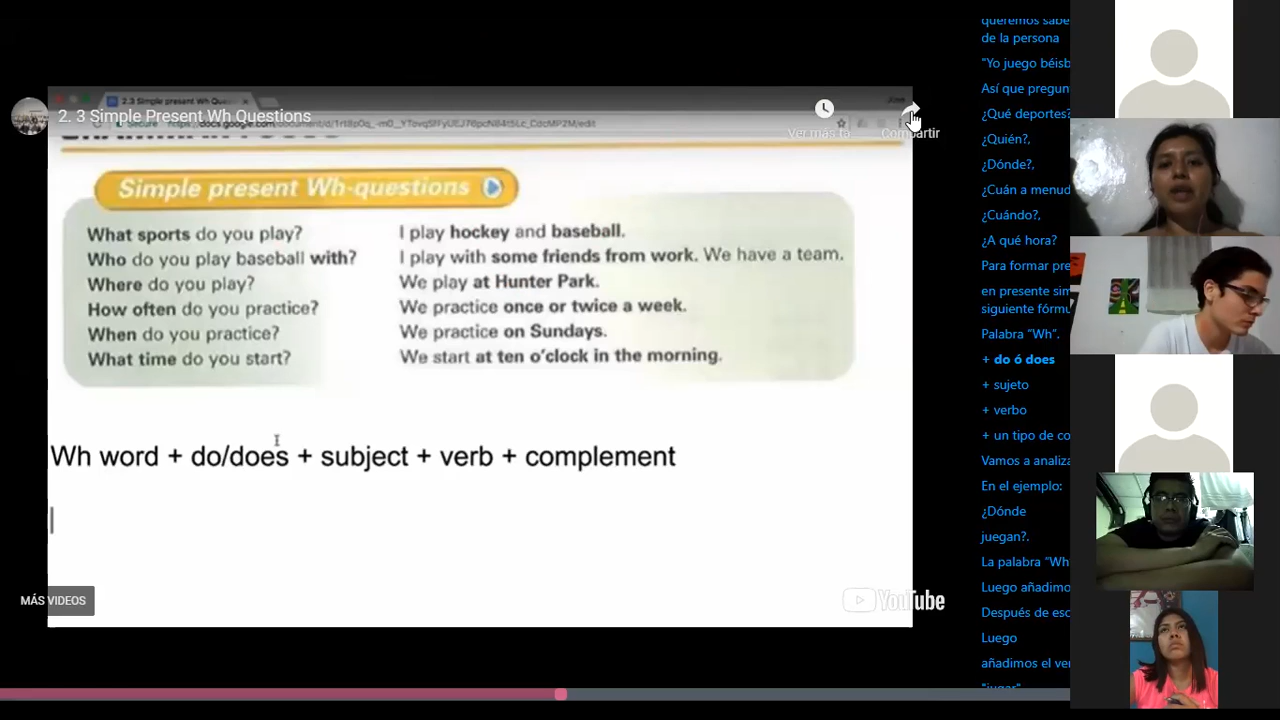 2. 3 Simple Present Wh Questions
Ver más ta
Compartir
Simple present Wh-questions
What sports do you play? I play hockey and baseball.
Who do you play baseball with? I play with some friends from work. We have a team.
Where do you play? We play at Hunter Park.
How often do you practice? We practice once or twice a week.
When do you practice? We practice on Sundays.
What time do you start? We start at ten o'clock in the morning.
Wh word + do/does + subject + verb + complement
MÁS VIDEOS
YouTube
queremos sabe
de la persona
"Yo juego béisb
Así que pregun
¿Qué deportes?
¿Quién?,
¿Dónde?,
¿Cuán a menud
¿Cuándo?,
¿A qué hora?
Para formar pre
en presente sim
siguiente fórmu
Palabra "Wh".
+ do ó does
+ sujeto
+ verbo
+ un tipo de co
Vamos a analiza
En el ejemplo:
¿Dónde
juegan?.
La palabra "Wh
Luego añadimo
Después de esc
Luego
añadimos el ver
"jugar"